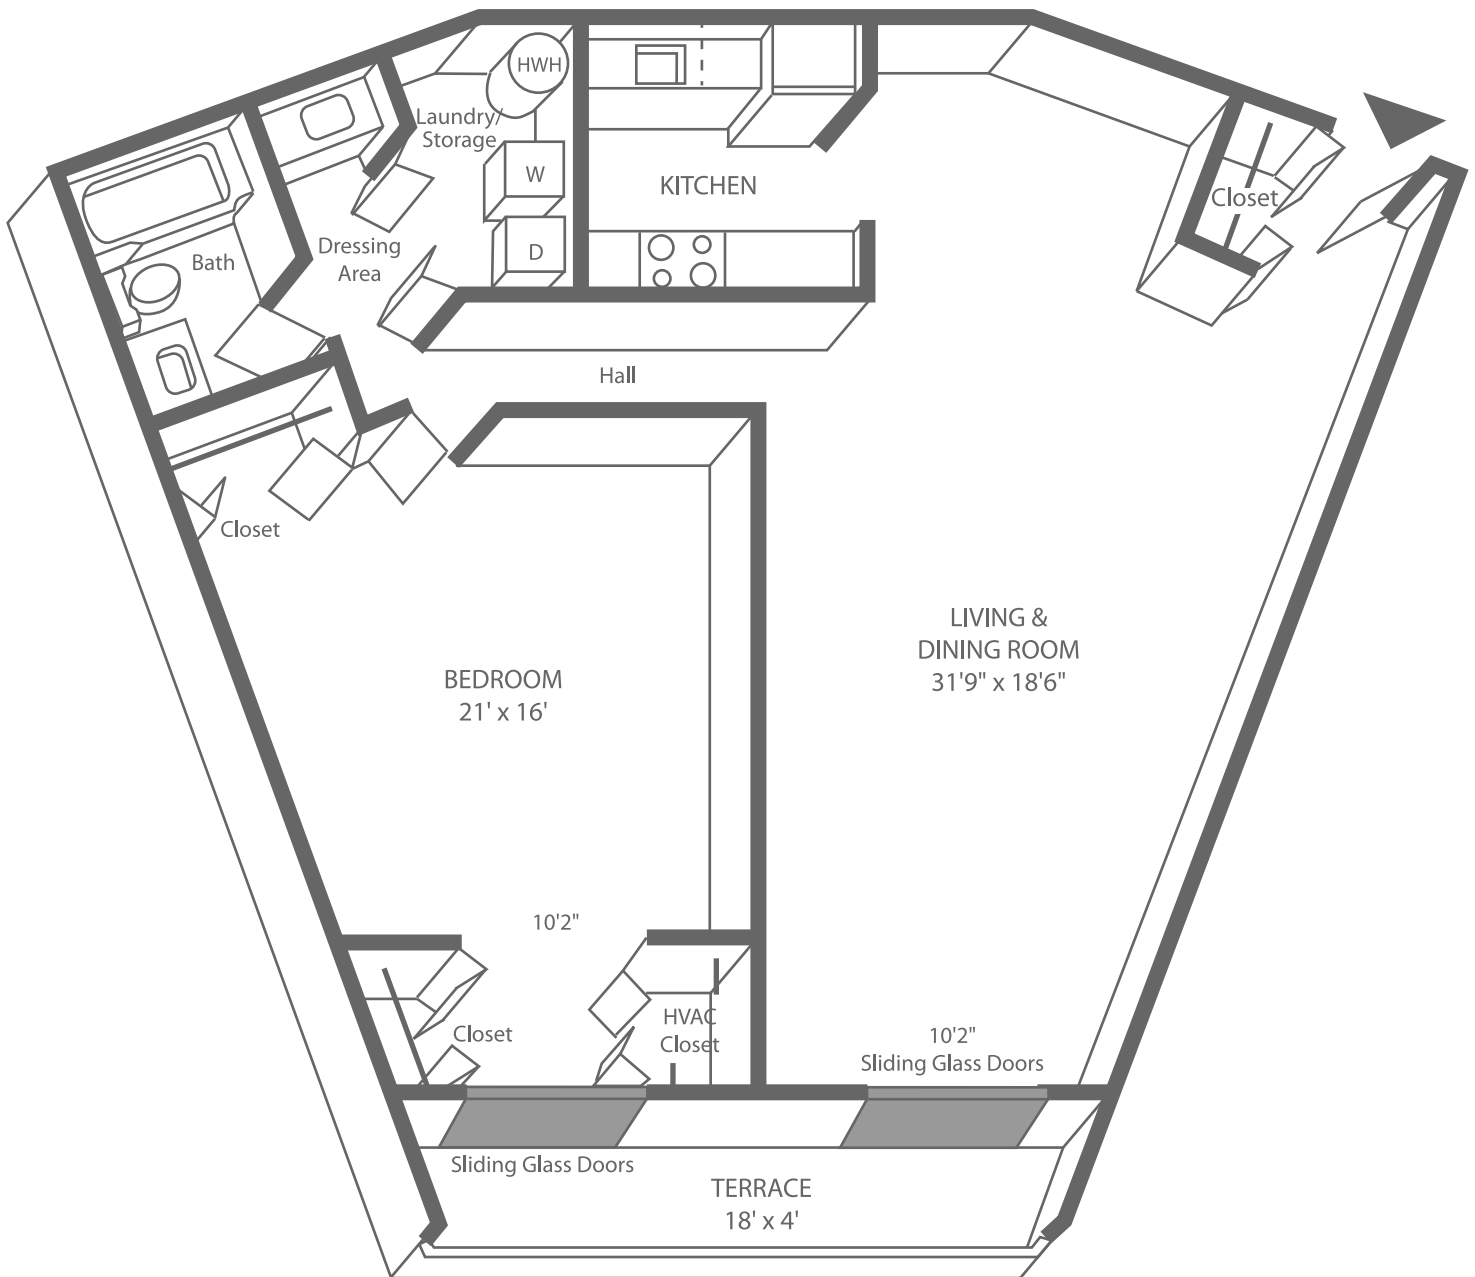 HWH
Laundry/
Storage
W
D
KITCHEN
Closet
Bath
Dressing
Area
Hall
Closet
LIVING &
DINING ROOM
31'9" x 18'6"
BEDROOM
21' x 16'
10'2"
HVAC
Closet
Closet
10'2"
Sliding Glass Doors
Sliding Glass Doors
TERRACE
18' x 4'